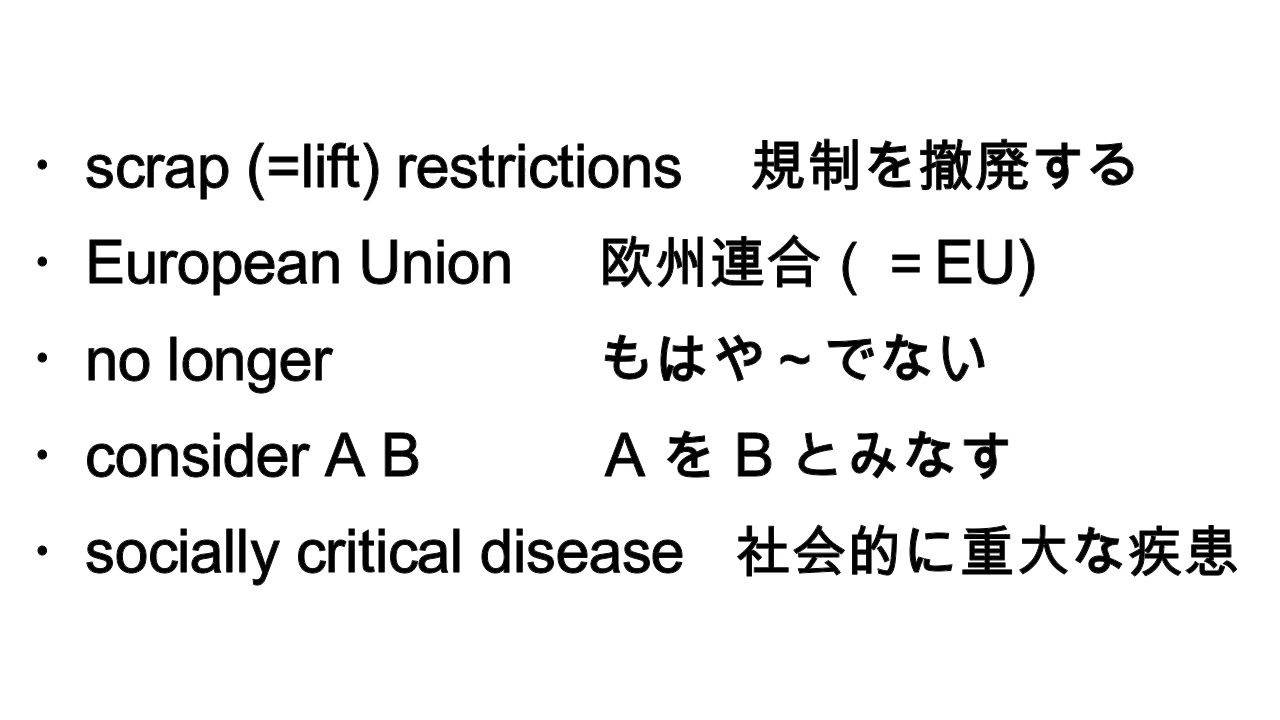 ・ scrap (=lift) restrictions 規制を撤廃する
・ European Union 欧州連合 ( ＝EU)
・ no longer もはや～でない
・ consider A B A を B とみなす
・ socially critical disease 社会的に重大な疾患